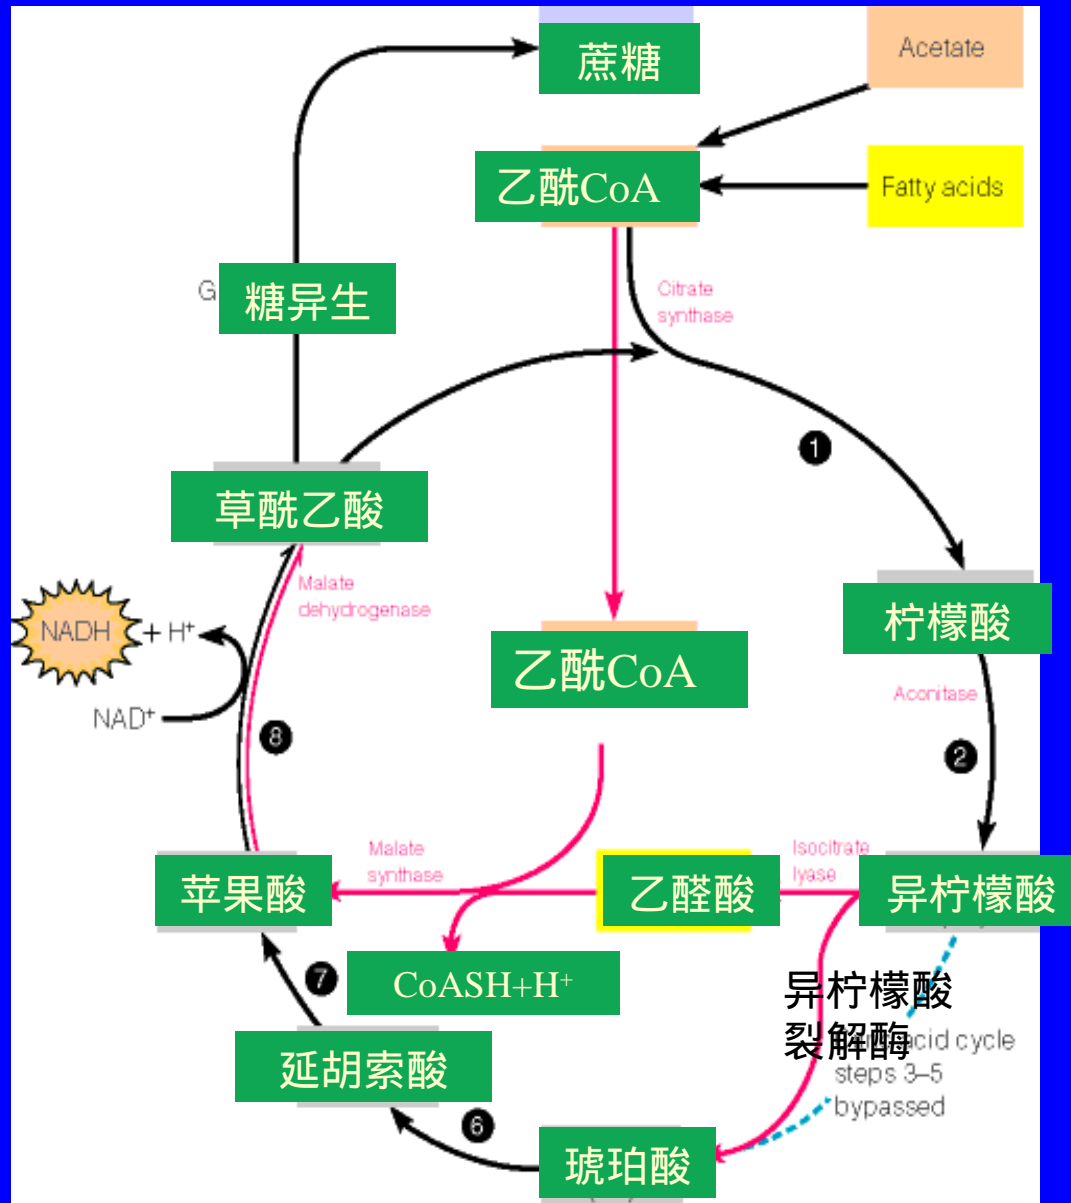 蔗糖
Acetate
乙酰CoA
Fatty acids
G
糖异生
Citrate
synthase
1
草酰乙酸
Malate
dehydrogenase
柠檬酸
NADH + H⁺
乙酰CoA
Aconitase
NAD⁺
8
2
Malate
synthase
Isocitrate
lyase
苹果酸
乙醛酸
异柠檬酸
7
CoASH+H⁺
异柠檬酸
裂解酶
acid cycle
steps 3–5
bypassed
延胡索酸
6
琥珀酸